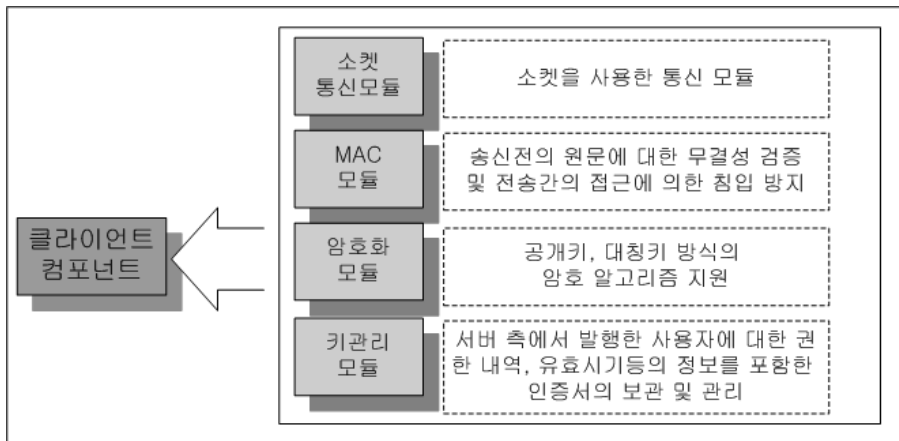 소켓
통신모듈
소켓을 사용한 통신 모듈
MAC
모듈
송신전의 원문에 대한 무결성 검증
및 전송간의 접근에 의한 침입 방지
클라이언트
컴포넌트
암호화
모듈
공개키, 대칭키 방식의
암호 알고리즘 지원
키관리
모듈
서버 측에서 발행한 사용자에 대한 권
한 내역, 유효시기등의 정보를 포함한
인증서의 보관 및 관리